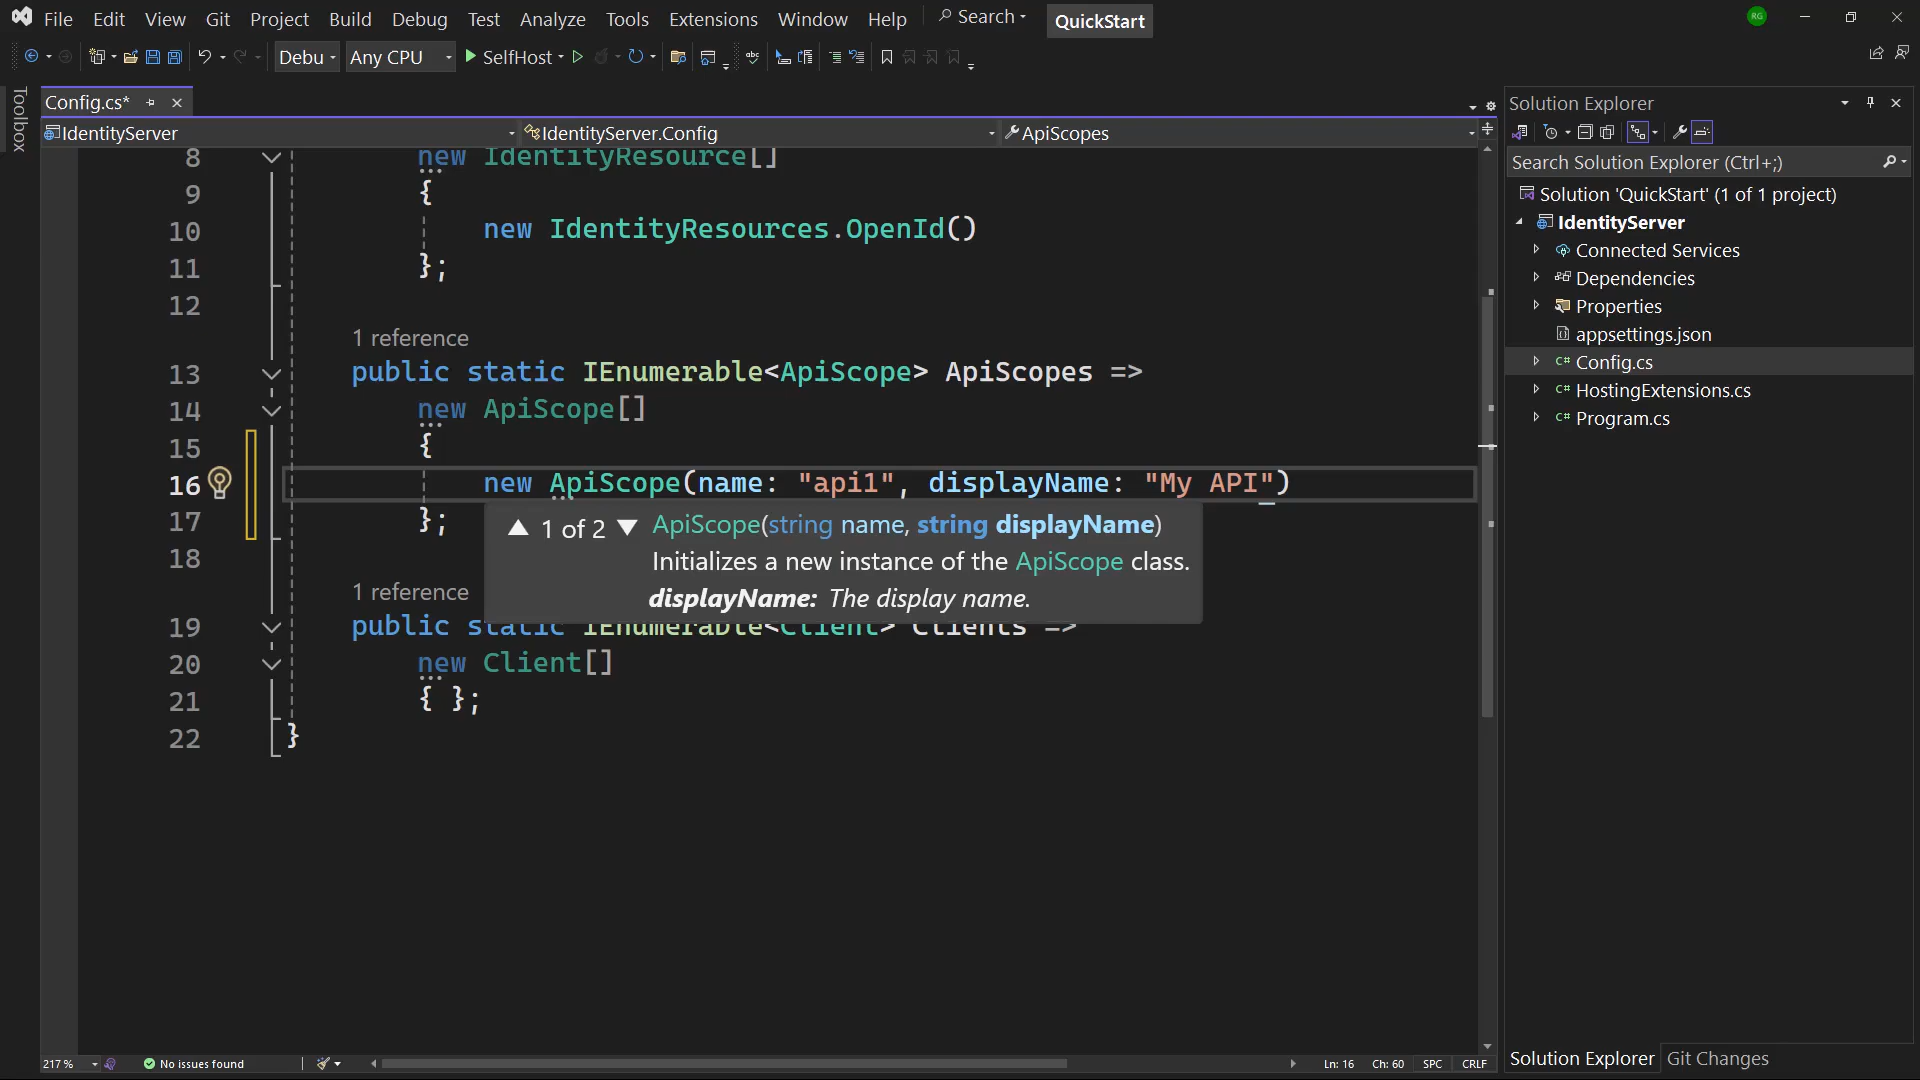 File Edit View Git Project Build Debug Test Analyze Tools Extensions Window Help Search QuickStart RG
Debu Any CPU SelfHost
Toolbox
Config.cs*
IdentityServer IdentityServer.Config ApiScopes
8 new IdentityResource[]
9 {
10 new IdentityResources.OpenId()
11 };
12
1 reference
13 public static IEnumerable<ApiScope> ApiScopes =>
14 new ApiScope[]
15 {
16 new ApiScope(name: "api1", displayName: "My API")
17 };
1 of 2 ApiScope(string name, string displayName)
Initializes a new instance of the ApiScope class.
displayName: The display name.
18
1 reference
19 public static IEnumerable<Client> Clients =>
20 new Client[]
21 { };
22 }
217 % No issues found Ln: 16 Ch: 60 SPC CRLF
Solution Explorer
Search Solution Explorer (Ctrl+;)
Solution 'QuickStart' (1 of 1 project)
IdentityServer
Connected Services
Dependencies
Properties
appsettings.json
C# Config.cs
C# HostingExtensions.cs
C# Program.cs
Solution Explorer Git Changes